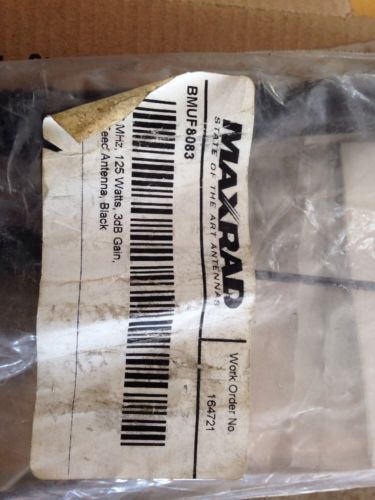 MAXRAD
STATE OF THE ART ANTENNAS
Work Order No.
164721
BMUF8083
MHz, 125 Watts, 3dB Gain,
Antenna, Black